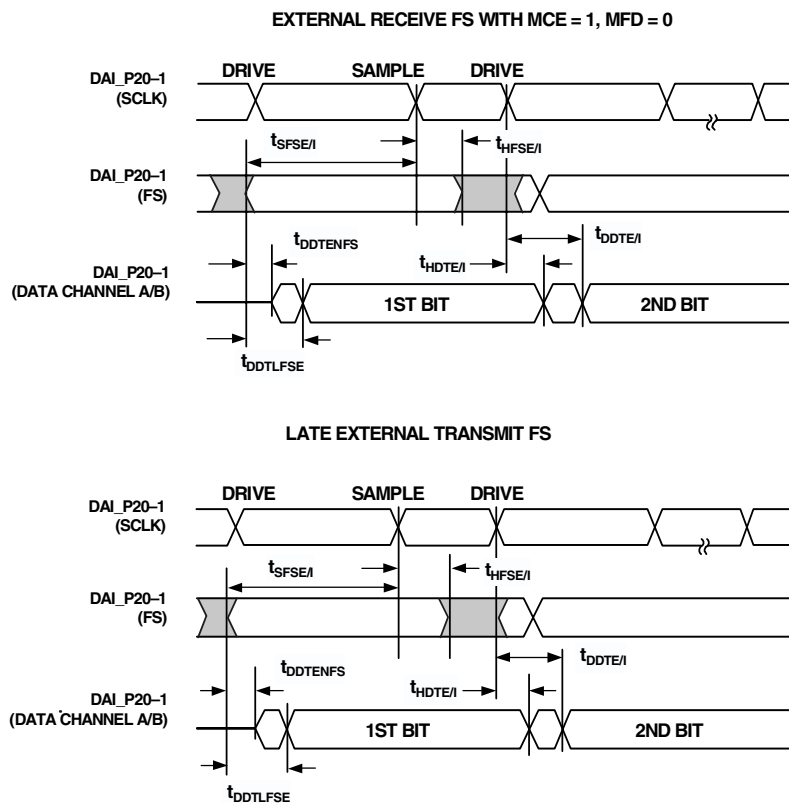 EXTERNAL RECEIVE FS WITH MCE = 1, MFD = 0
DRIVE SAMPLE DRIVE
DAI_P20–1
(SCLK)
tSFSE/I tHFSE/I
DAI_P20–1
(FS)
tDDTENFS tHDTE/I tDDTE/I
DAI_P20–1
(DATA CHANNEL A/B)
1ST BIT 2ND BIT
tDDTLFSE
LATE EXTERNAL TRANSMIT FS
DRIVE SAMPLE DRIVE
DAI_P20–1
(SCLK)
tSFSE/I tHFSE/I
DAI_P20–1
(FS)
tDDTENFS tHDTE/I tDDTE/I
DAI_P20–1
(DATA CHANNEL A/B)
1ST BIT 2ND BIT
tDDTLFSE